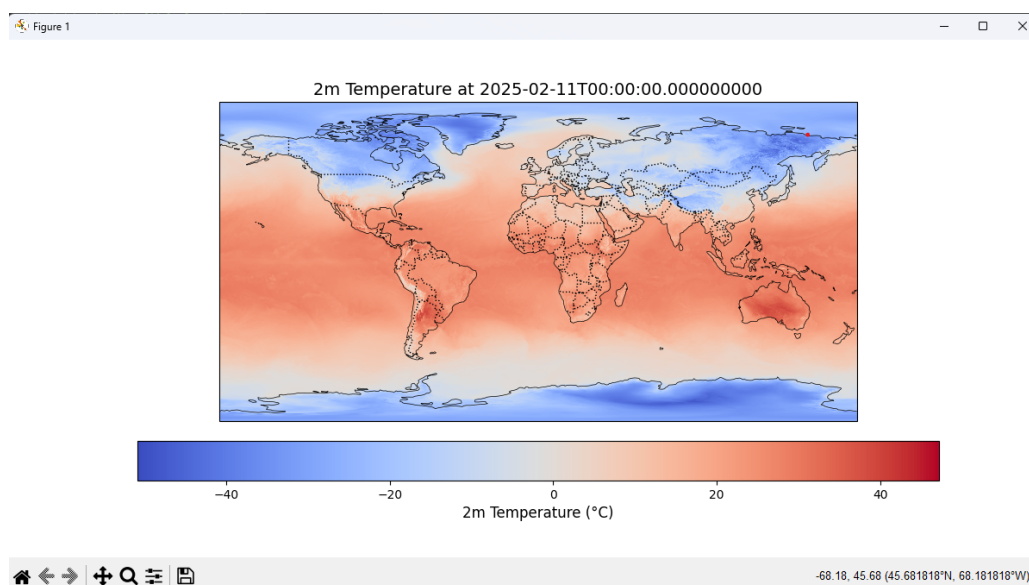 Figure 1
2m Temperature at 2025-02-11T00:00:00.000000000
−40 −20 0 20 40
2m Temperature (°C)
-68.18, 45.68 (45.681818°N, 68.181818°W)